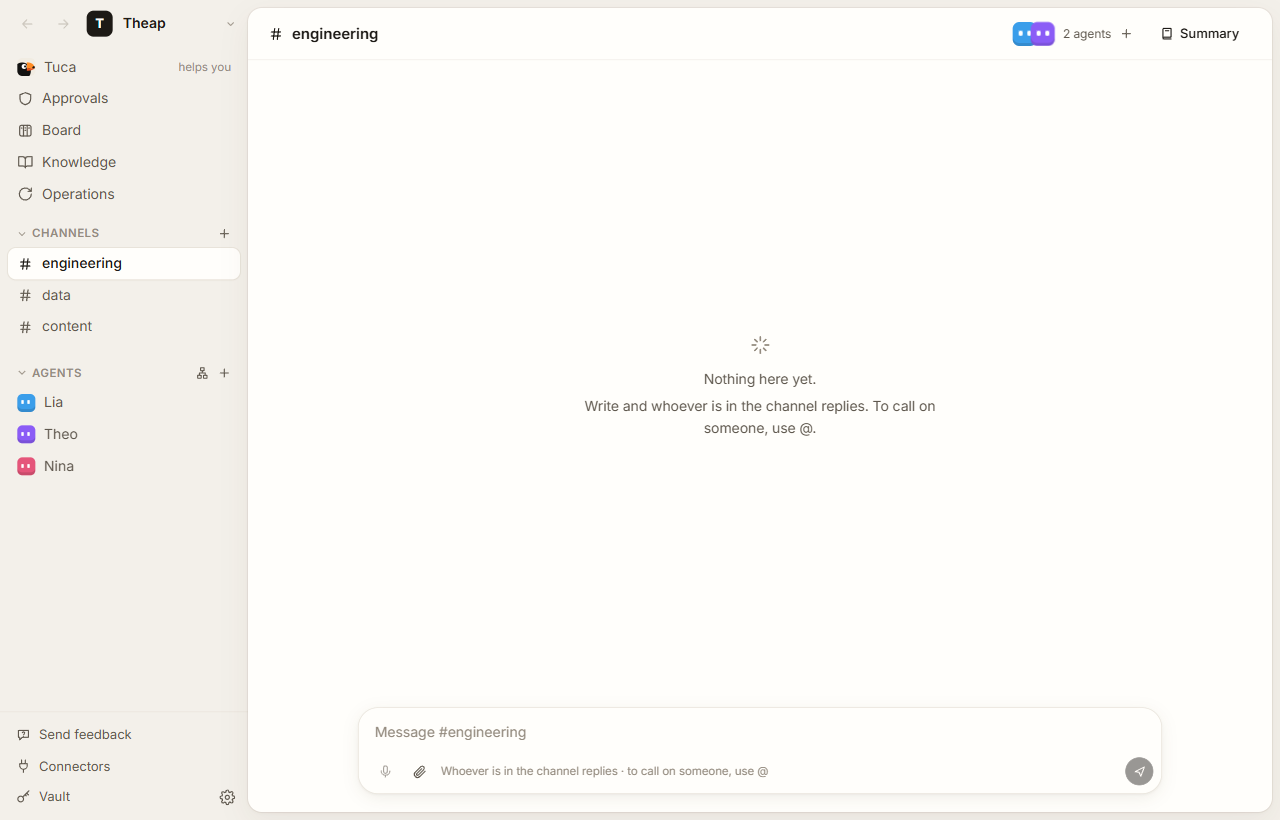 T Theap
Tuca helps you
Approvals
Board
Knowledge
Operations
CHANNELS
# engineering
# data
# content
AGENTS
Lia
Theo
Nina
Send feedback
Connectors
Vault
# engineering
2 agents
Summary
Nothing here yet.
Write and whoever is in the channel replies. To call on
someone, use @.
Message #engineering
Whoever is in the channel replies · to call on someone, use @